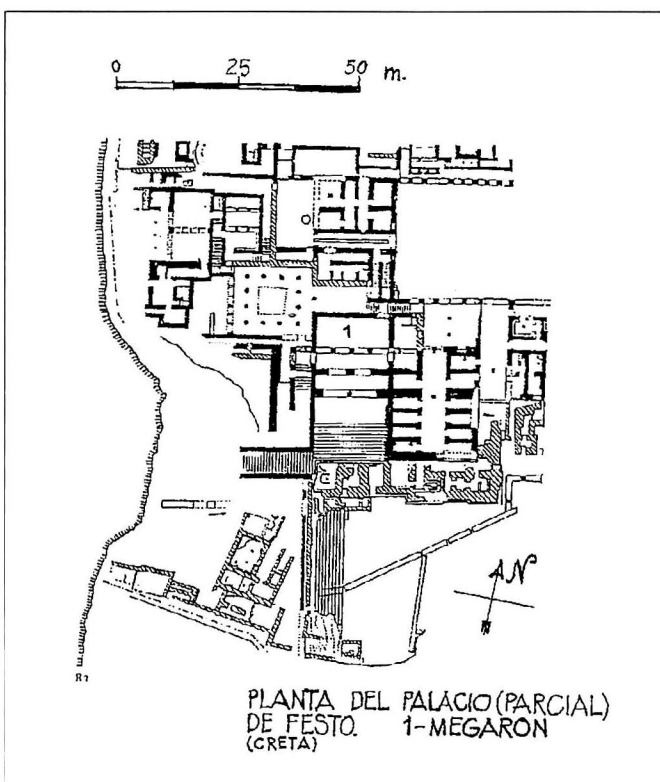 0 25 50 m.
1
AN
PLANTA DEL PALACIO (PARCIAL)
DE FESTO. 1-MEGARON
(CRETA)